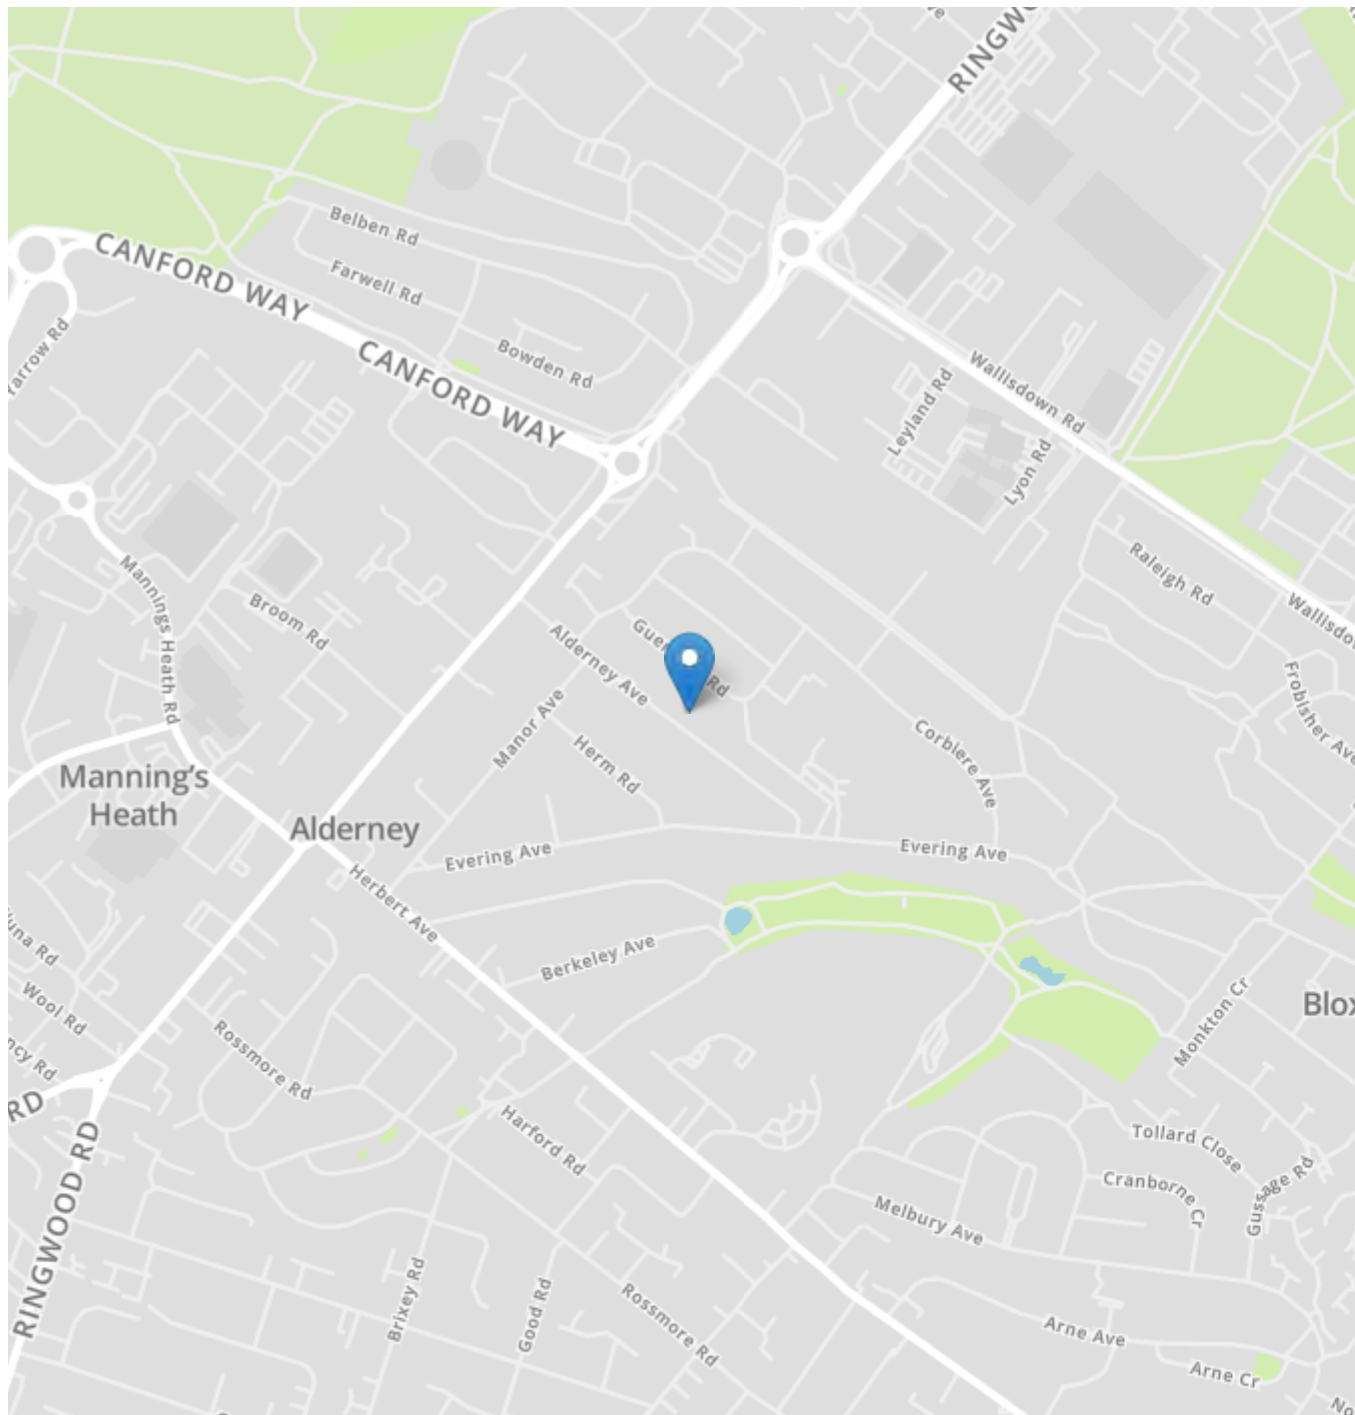 RINGW
Belben Rd
CANFORD WAY
Farwell Rd
Bowden Rd
CANFORD WAY
Wallisdown Rd
Leyland Rd
Lyon Rd
Raleigh Rd
Mannings Heath Rd
Broom Rd
Alderney Ave
Rd
Manor Ave
Herm Rd
Corbiere Ave
Frobisher Ave
Manning's
Heath
Alderney
Evering Ave
Evering Ave
Herbert Ave
Berkeley Ave
Wool Rd
Monkton Cr
Rossmore Rd
RD
RINGWOOD RD
Harford Rd
Tollard Close
Cranborne Cr
Gussage Rd
Melbury Ave
Brixey Rd
Good Rd
Rossmore Rd
Arne Ave
Arne Cr